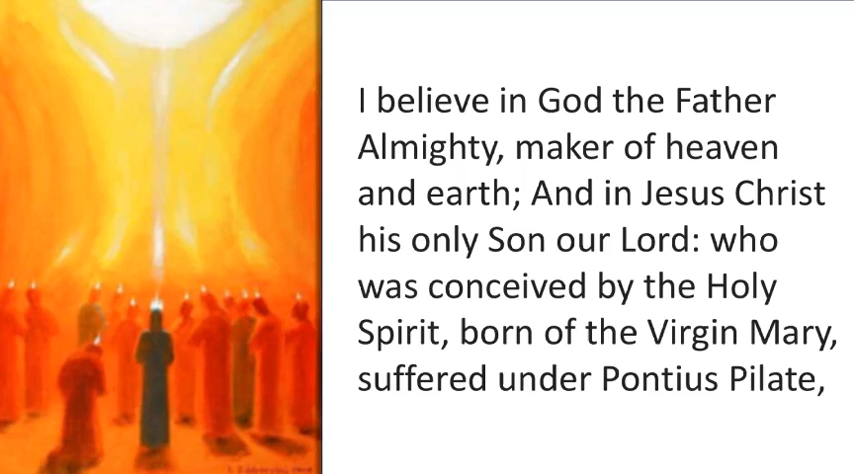 I believe in God the Father
Almighty, maker of heaven
and earth; And in Jesus Christ
his only Son our Lord: who
was conceived by the Holy
Spirit, born of the Virgin Mary,
suffered under Pontius Pilate,